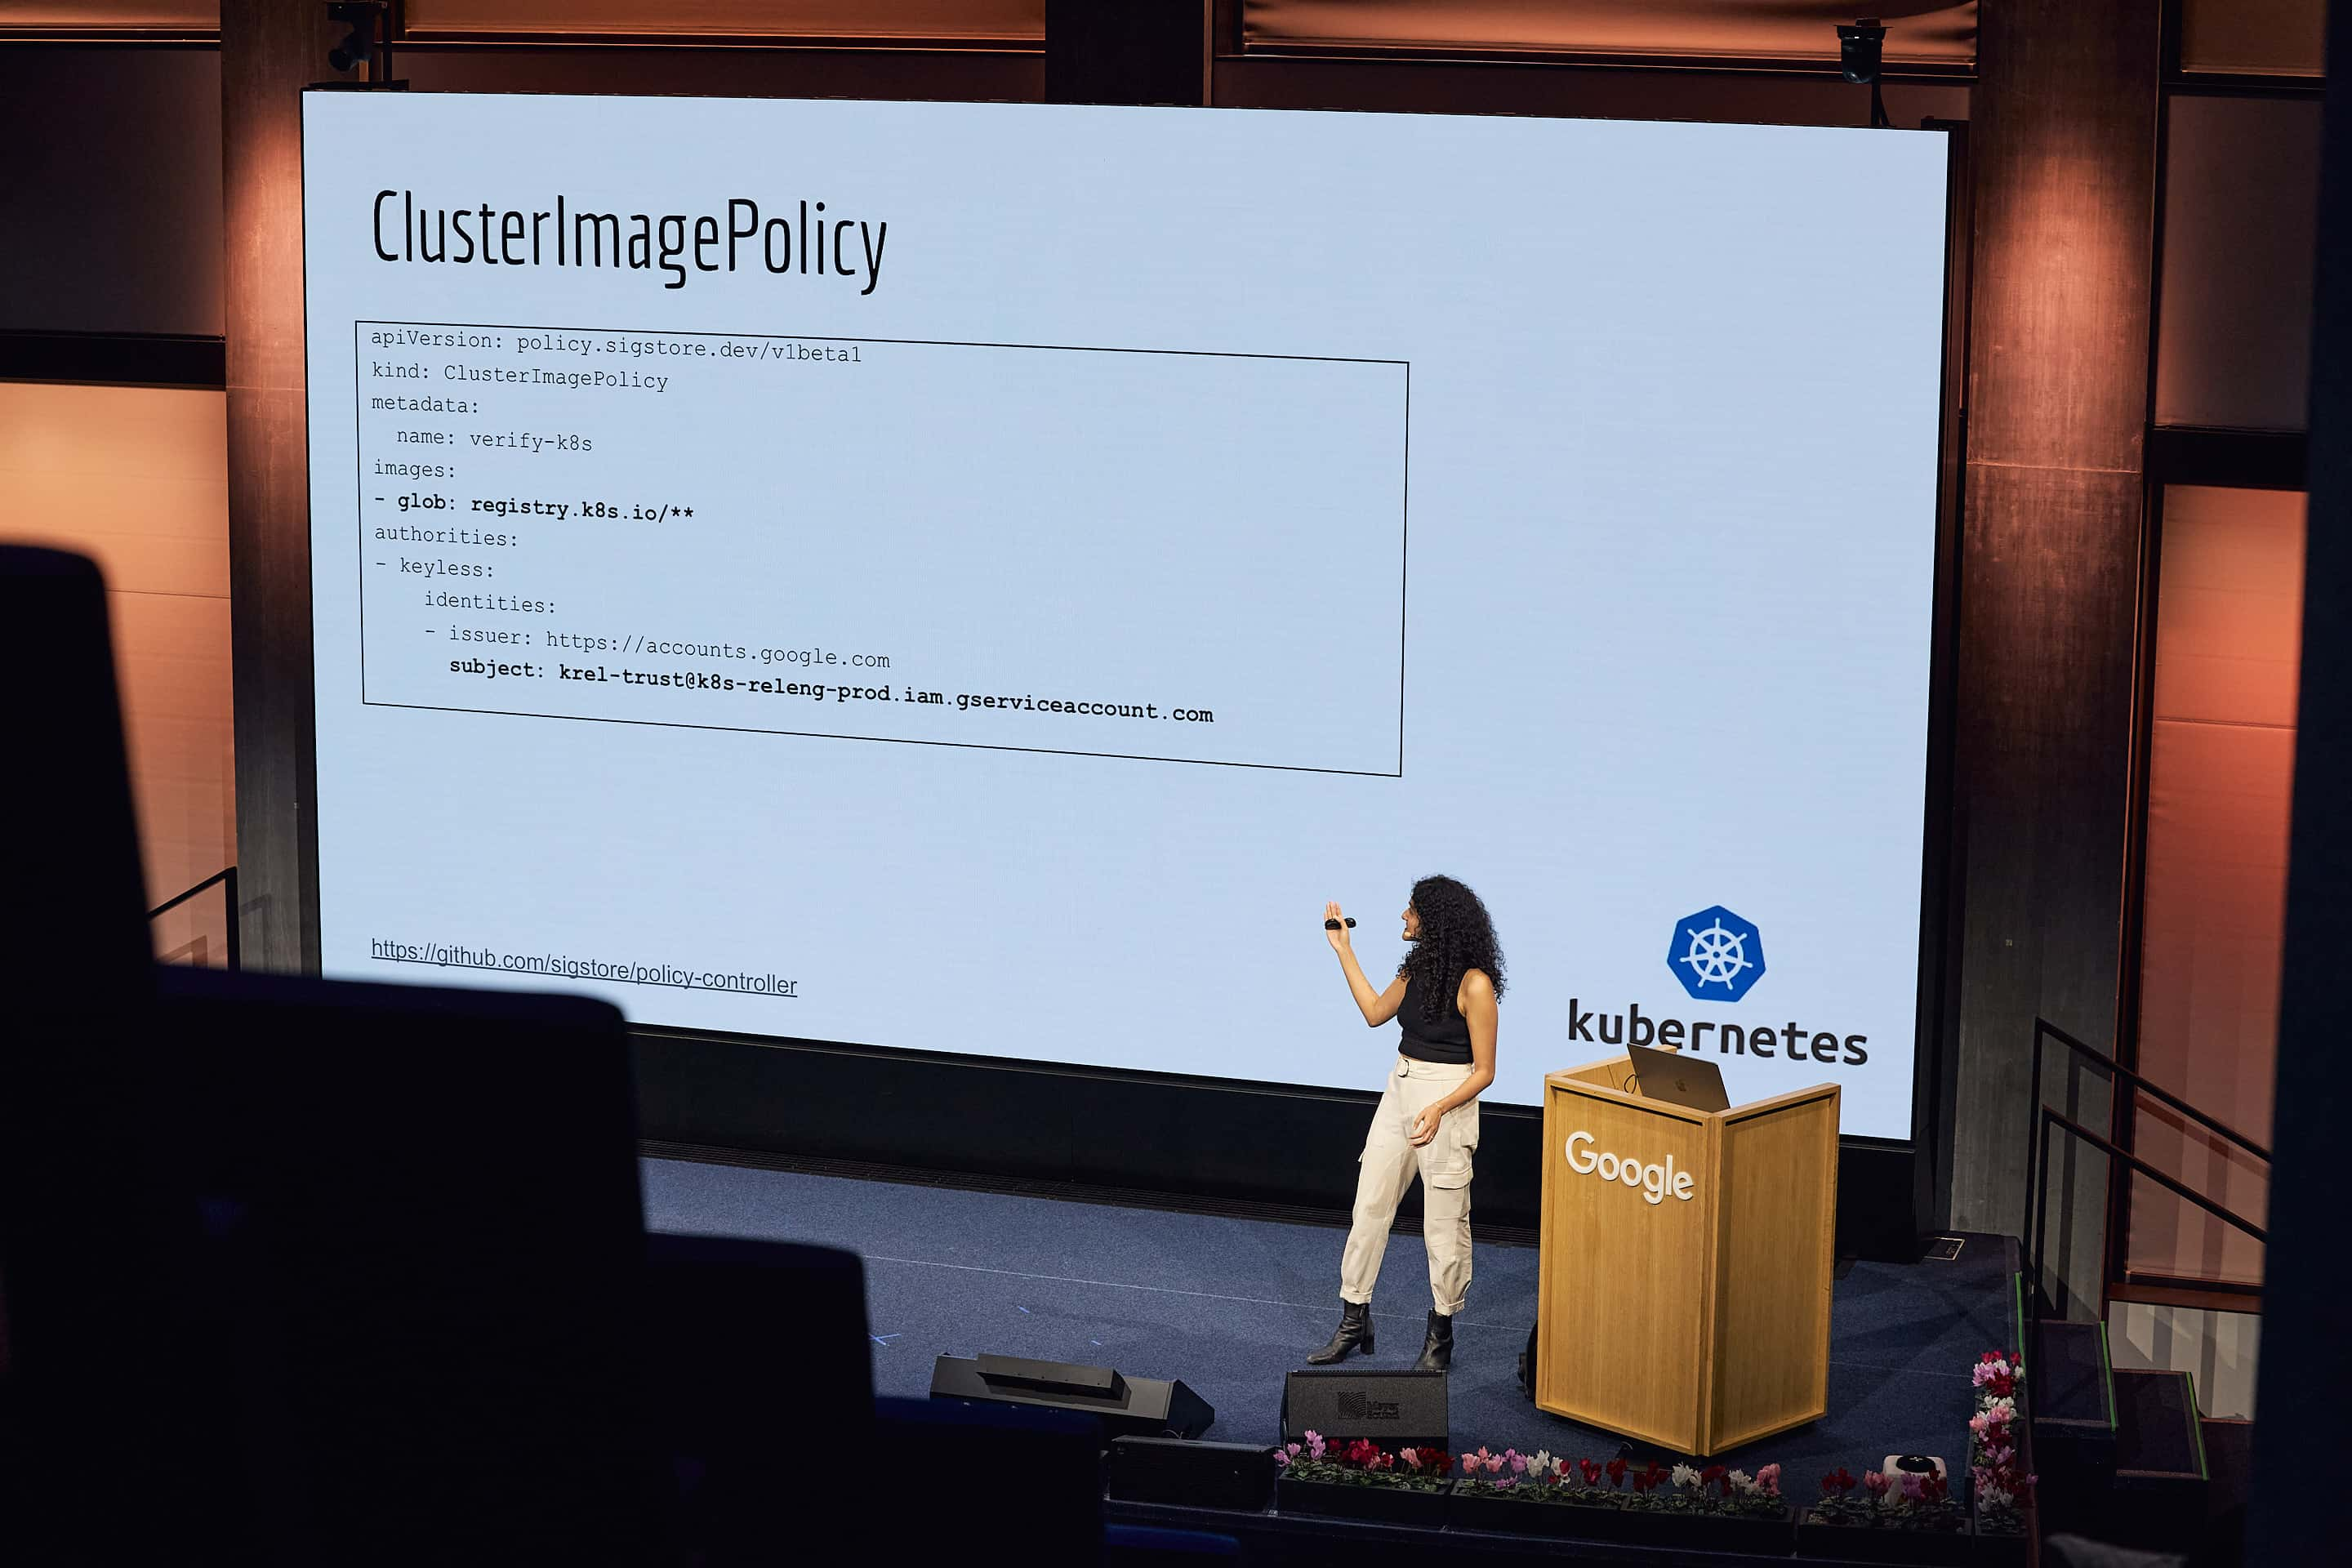 ClusterImagePolicy
apiVersion: policy.sigstore.dev/v1beta1
kind: ClusterImagePolicy
metadata:
  name: verify-k8s
images:
- glob: registry.k8s.io/**
authorities:
- keyless:
    identities:
    - issuer: https://accounts.google.com
      subject: krel-trust@k8s-releng-prod.iam.gserviceaccount.com
https://github.com/sigstore/policy-controller
kubernetes
Google